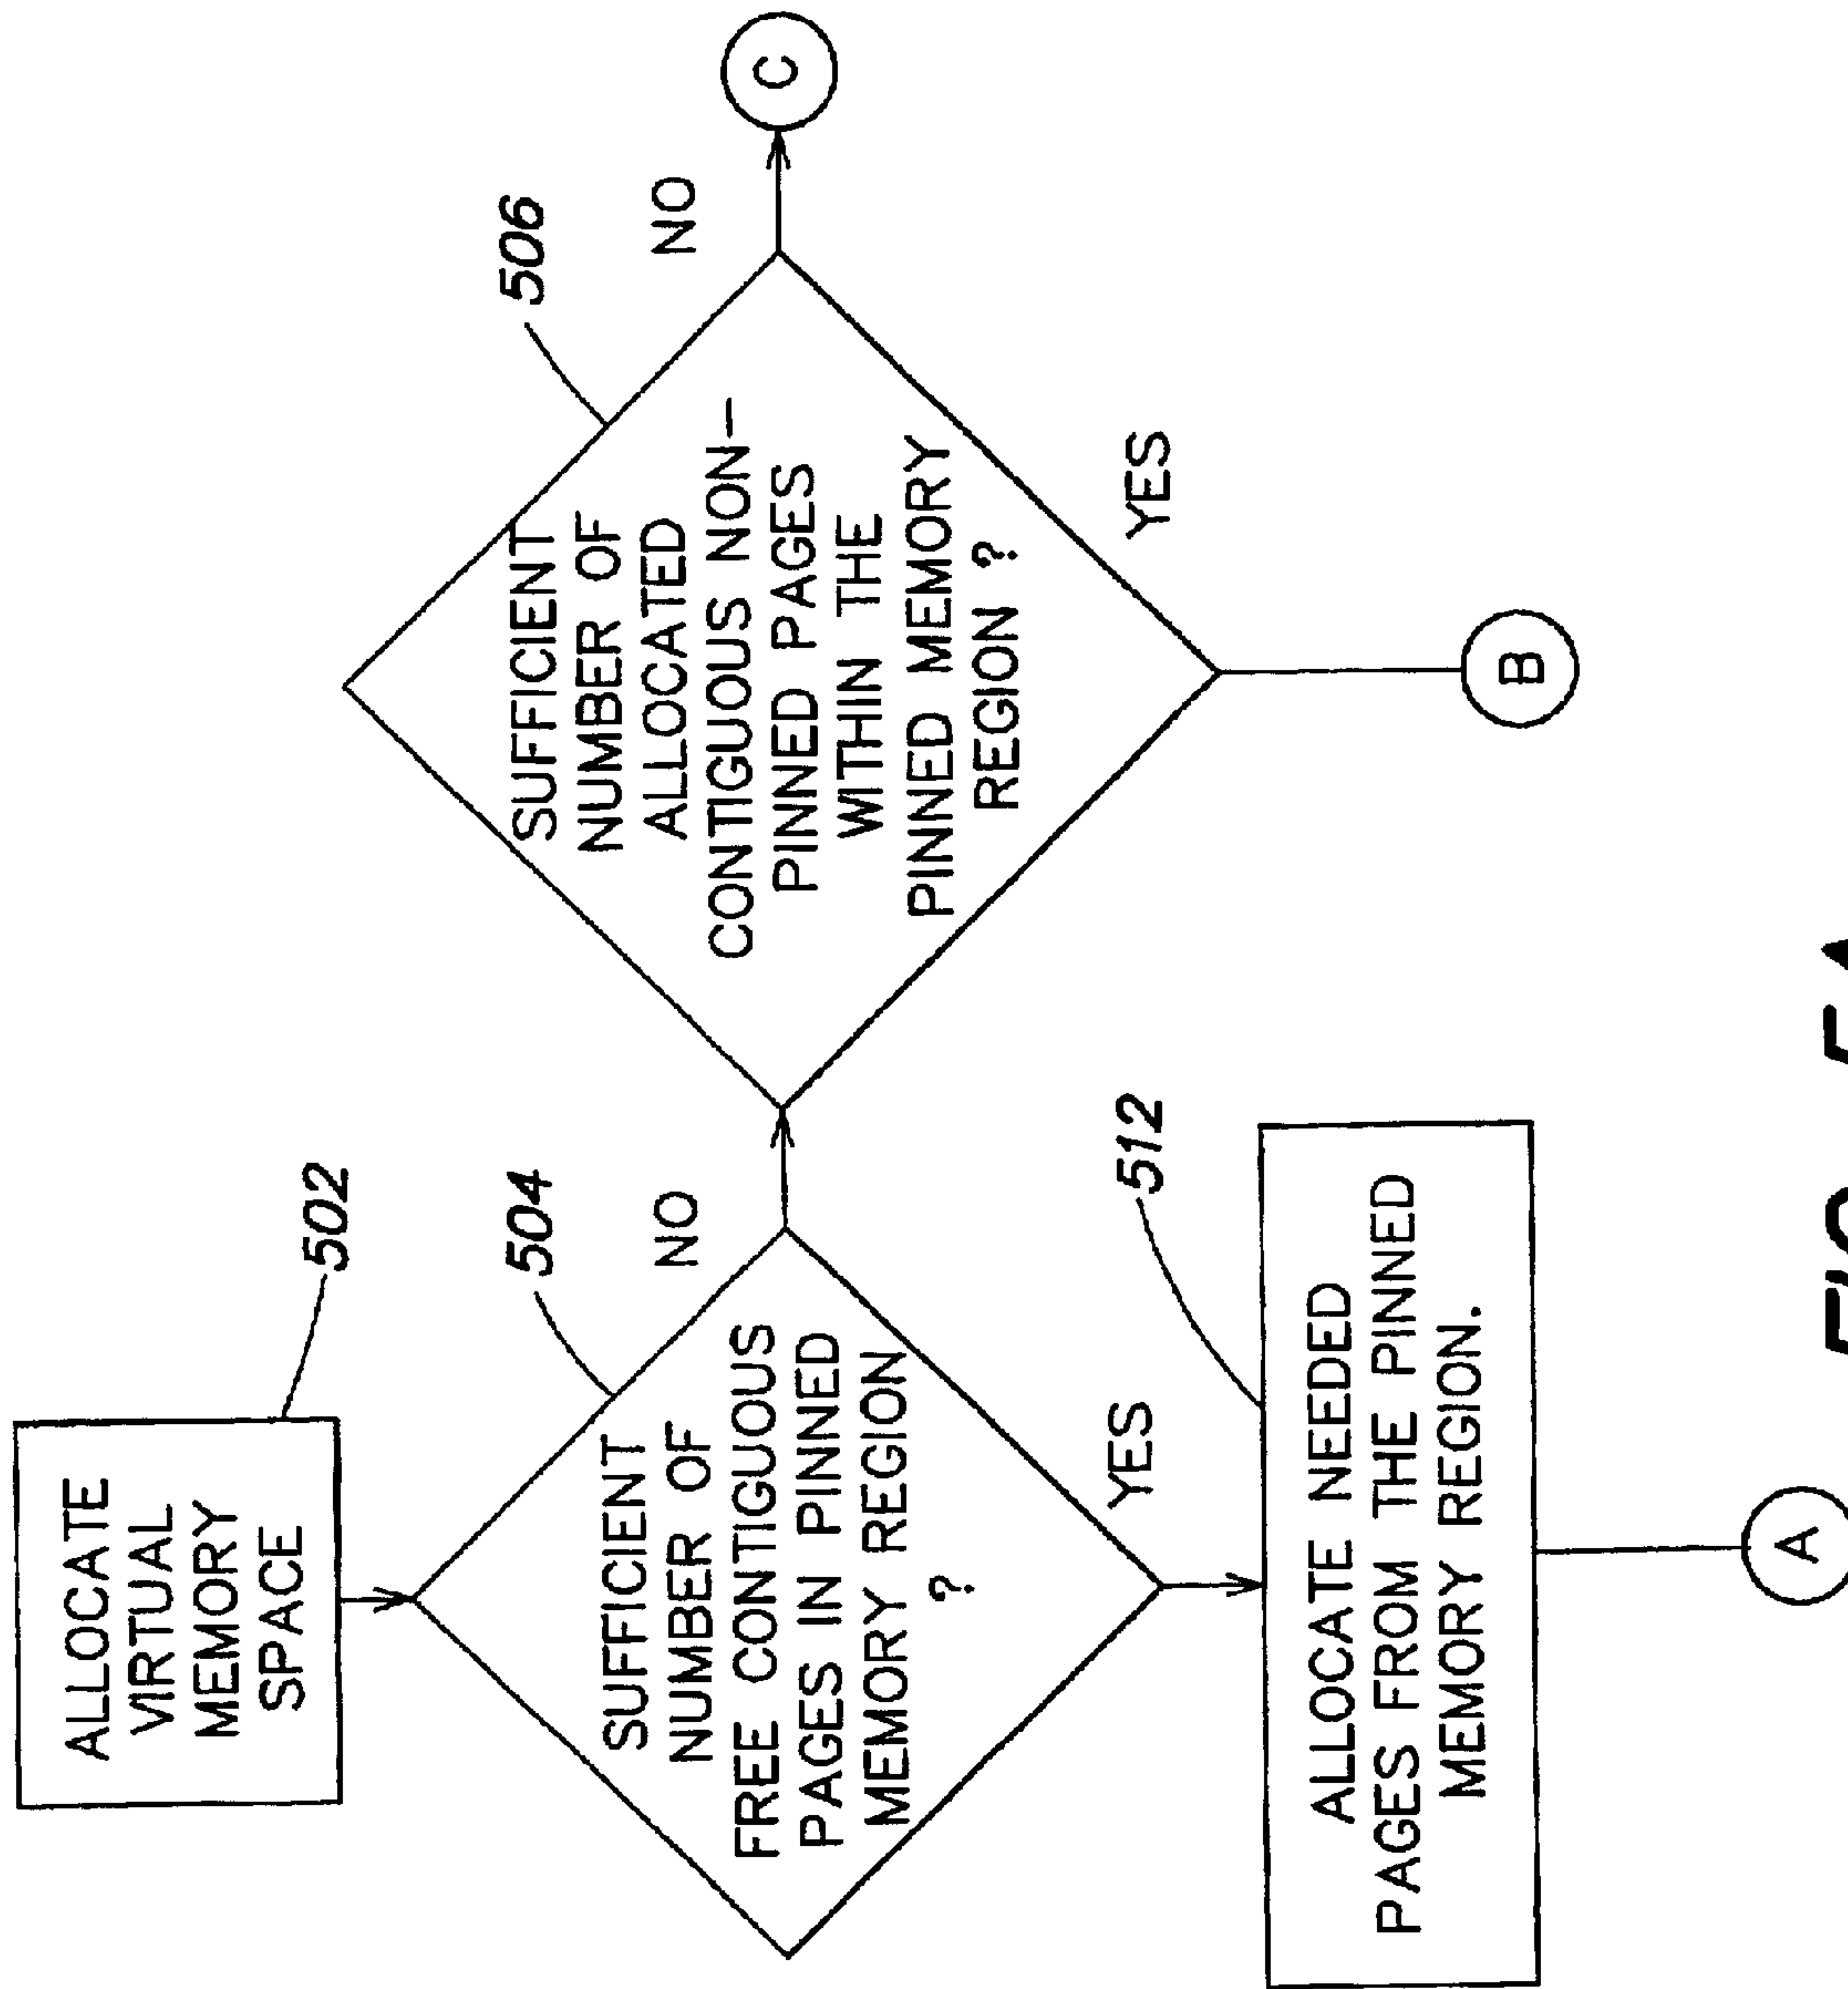 ALLOCATE
VIRTUAL
MEMORY
SPACE
502
504
SUFFICIENT
NUMBER OF
FREE CONTIGUOUS
PAGES IN PINNED
MEMORY REGION
?
NO
YES
506
SUFFICIENT
NUMBER OF
ALLOCATED
CONTIGUOUS NON-
PINNED PAGES
WITHIN THE
PINNED MEMORY
REGION ?
NO
C
YES
B
512
ALLOCATE NEEDED
PAGES FROM THE PINNED
MEMORY REGION.
A